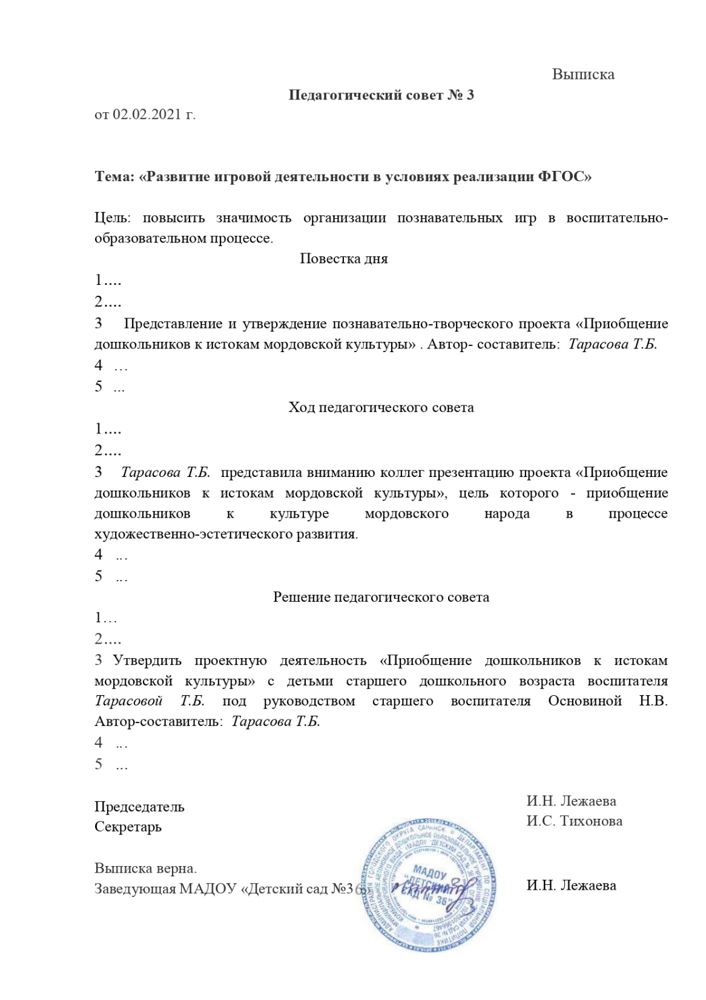 Выписка
Педагогический совет № 3
от 02.02.2021 г.
Тема: «Развитие игровой деятельности в условиях реализации ФГОС»
Цель: повысить значимость организации познавательных игр в воспитательно-
образовательном процессе.
Повестка дня
1….
2….
3 Представление и утверждение познавательно-творческого проекта «Приобщение
дошкольников к истокам мордовской культуры» . Автор- составитель: Тарасова Т.Б.
4 …
5 ...
Ход педагогического совета
1….
2….
3 Тарасова Т.Б. представила вниманию коллег презентацию проекта «Приобщение
дошкольников к истокам мордовской культуры», цель которого - приобщение
дошкольников к культуре мордовского народа в процессе
художественно-эстетического развития.
4 …
5 …
Решение педагогического совета
1…
2….
3 Утвердить проектную деятельность «Приобщение дошкольников к истокам
мордовской культуры» с детьми старшего дошкольного возраста воспитателя
Тарасовой Т.Б. под руководством старшего воспитателя Основиной Н.В.
Автор-составитель: Тарасова Т.Б.
4 …
5 …
Председатель И.Н. Лежаева
Секретарь И.С. Тихонова
Выписка верна.
Заведующая МАДОУ «Детский сад №36» И.Н. Лежаева
МАДОУ
"ДЕТСКИЙ
САД № 36"